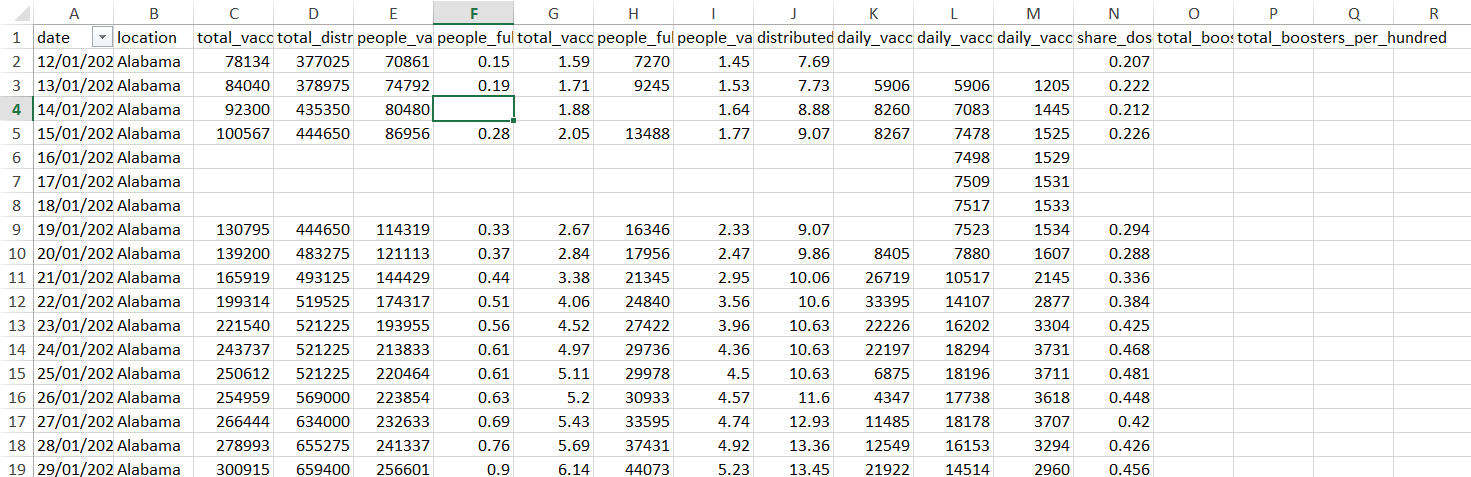 A B C D E F G H I J K L M N O P Q R
1 date location total_vacc total_distr people_va people_ful total_vacc people_ful people_va distributed daily_vacc daily_vacc daily_vacc share_dos total_boos total_boosters_per_hundred
2 12/01/202 Alabama 78134 377025 70861 0.15 1.59 7270 1.45 7.69 0.207
3 13/01/202 Alabama 84040 378975 74792 0.19 1.71 9245 1.53 7.73 5906 5906 1205 0.222
4 14/01/202 Alabama 92300 435350 80480 1.88 1.64 8.88 8260 7083 1445 0.212
5 15/01/202 Alabama 100567 444650 86956 0.28 2.05 13488 1.77 9.07 8267 7478 1525 0.226
6 16/01/202 Alabama 7498 1529
7 17/01/202 Alabama 7509 1531
8 18/01/202 Alabama 7517 1533
9 19/01/202 Alabama 130795 444650 114319 0.33 2.67 16346 2.33 9.07 7523 1534 0.294
10 20/01/202 Alabama 139200 483275 121113 0.37 2.84 17956 2.47 9.86 8405 7880 1607 0.288
11 21/01/202 Alabama 165919 493125 144429 0.44 3.38 21345 2.95 10.06 26719 10517 2145 0.336
12 22/01/202 Alabama 199314 519525 174317 0.51 4.06 24840 3.56 10.6 33395 14107 2877 0.384
13 23/01/202 Alabama 221540 521225 193955 0.56 4.52 27422 3.96 10.63 22226 16202 3304 0.425
14 24/01/202 Alabama 243737 521225 213833 0.61 4.97 29736 4.36 10.63 22197 18294 3731 0.468
15 25/01/202 Alabama 250612 521225 220464 0.61 5.11 29978 4.5 10.63 6875 18196 3711 0.481
16 26/01/202 Alabama 254959 569000 223854 0.63 5.2 30933 4.57 11.6 4347 17738 3618 0.448
17 27/01/202 Alabama 266444 634000 232633 0.69 5.43 33595 4.74 12.93 11485 18178 3707 0.42
18 28/01/202 Alabama 278993 655275 241337 0.76 5.69 37431 4.92 13.36 12549 16153 3294 0.426
19 29/01/202 Alabama 300915 659400 256601 0.9 6.14 44073 5.23 13.45 21922 14514 2960 0.456